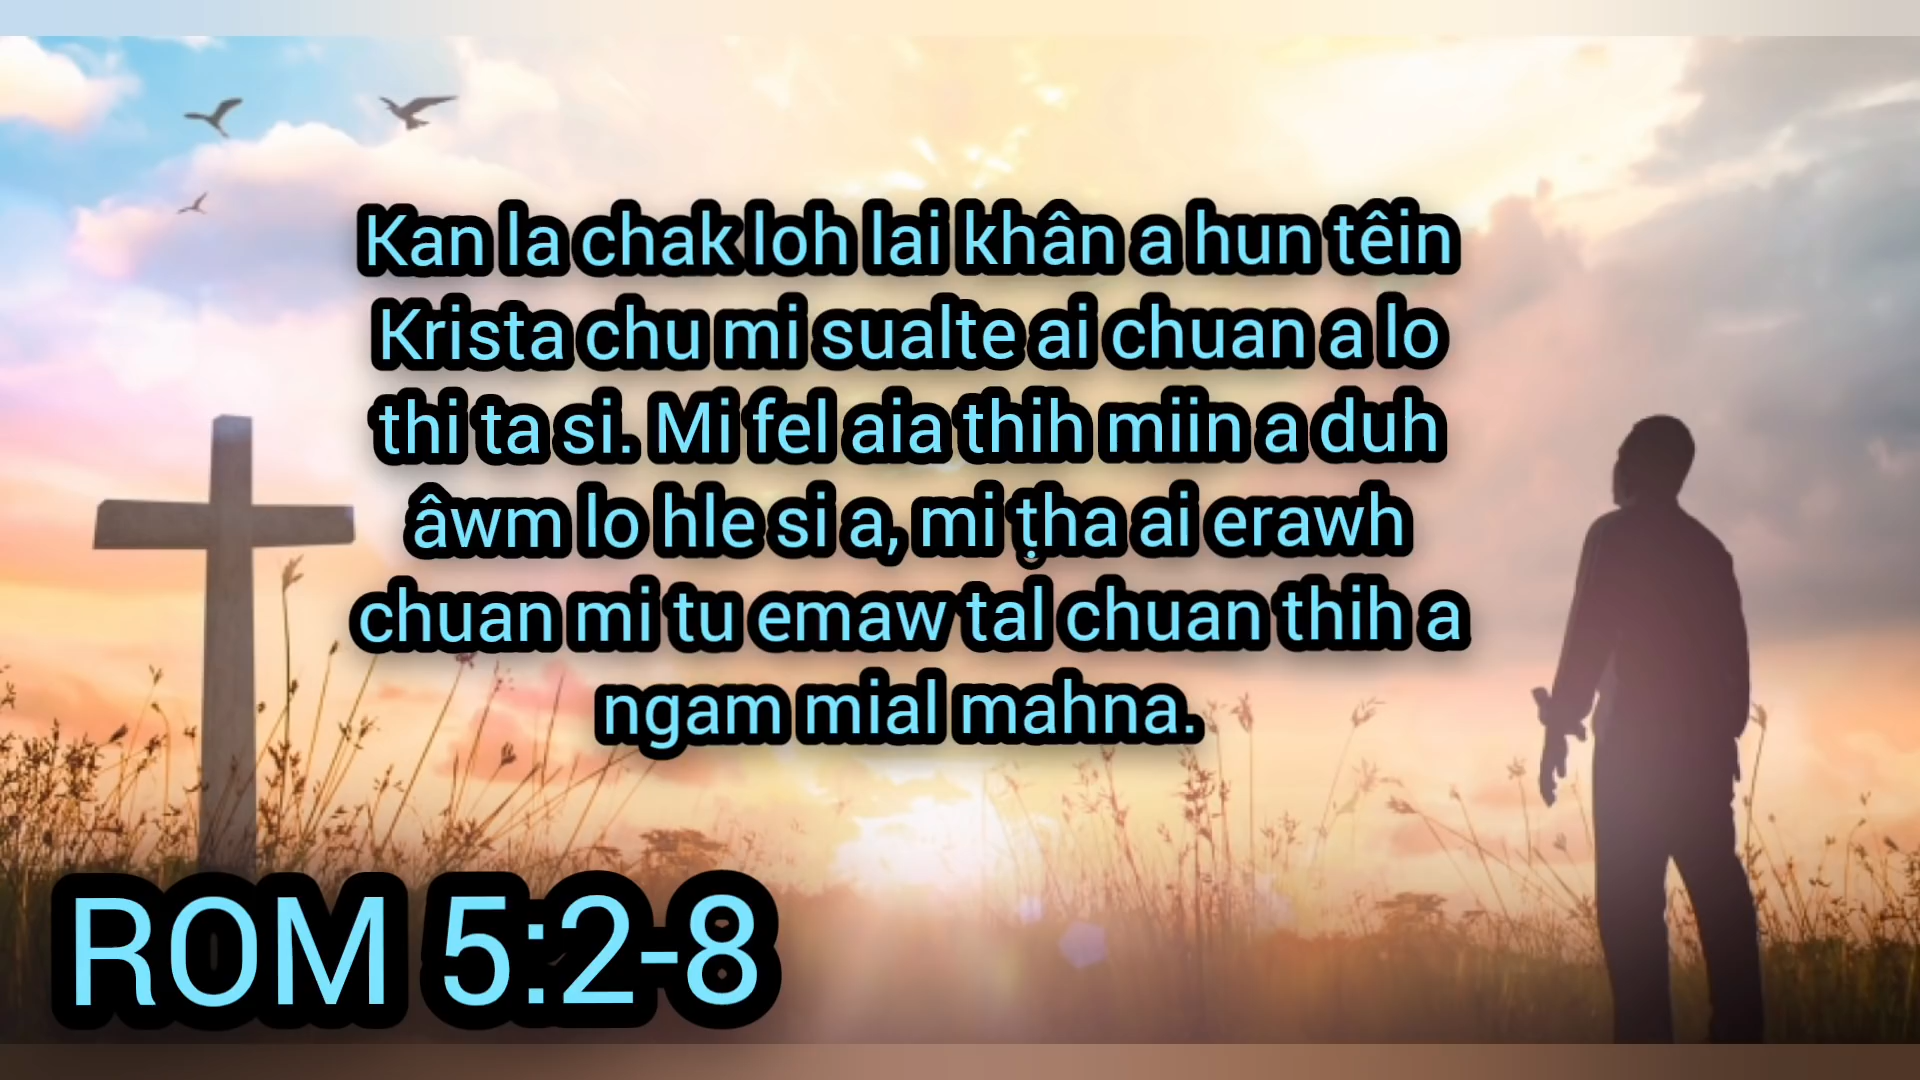 Kan la chak loh lai khân a hun têin
Krista chu mi sualte ai chuan a lo
thi ta si. Mi fel aia thih miin a duh
âwm lo hle si a, mi ṭha ai erawh
chuan mi tu emaw tal chuan thih a
ngam mial mahna.
ROM 5:2-8